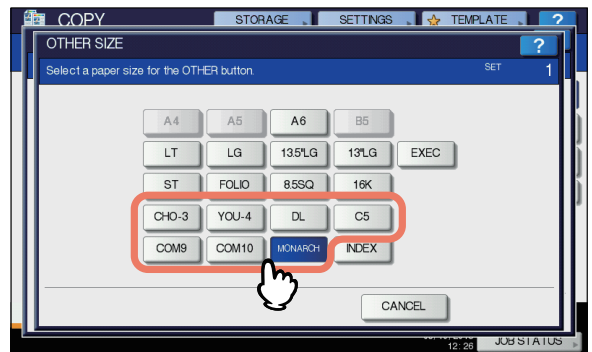 COPY STORAGE SETTINGS TEMPLATE ?
OTHER SIZE ?
Select a paper size for the OTHER button. SET 1
A4 A5 A6 B5
LT LG 13.5"LG 13"LG EXEC
ST FOLIO 8.5SQ 16K
CHO-3 YOU-4 DL C5
COM9 COM10 MONARCH INDEX
CANCEL
12: 26 JOB STATUS